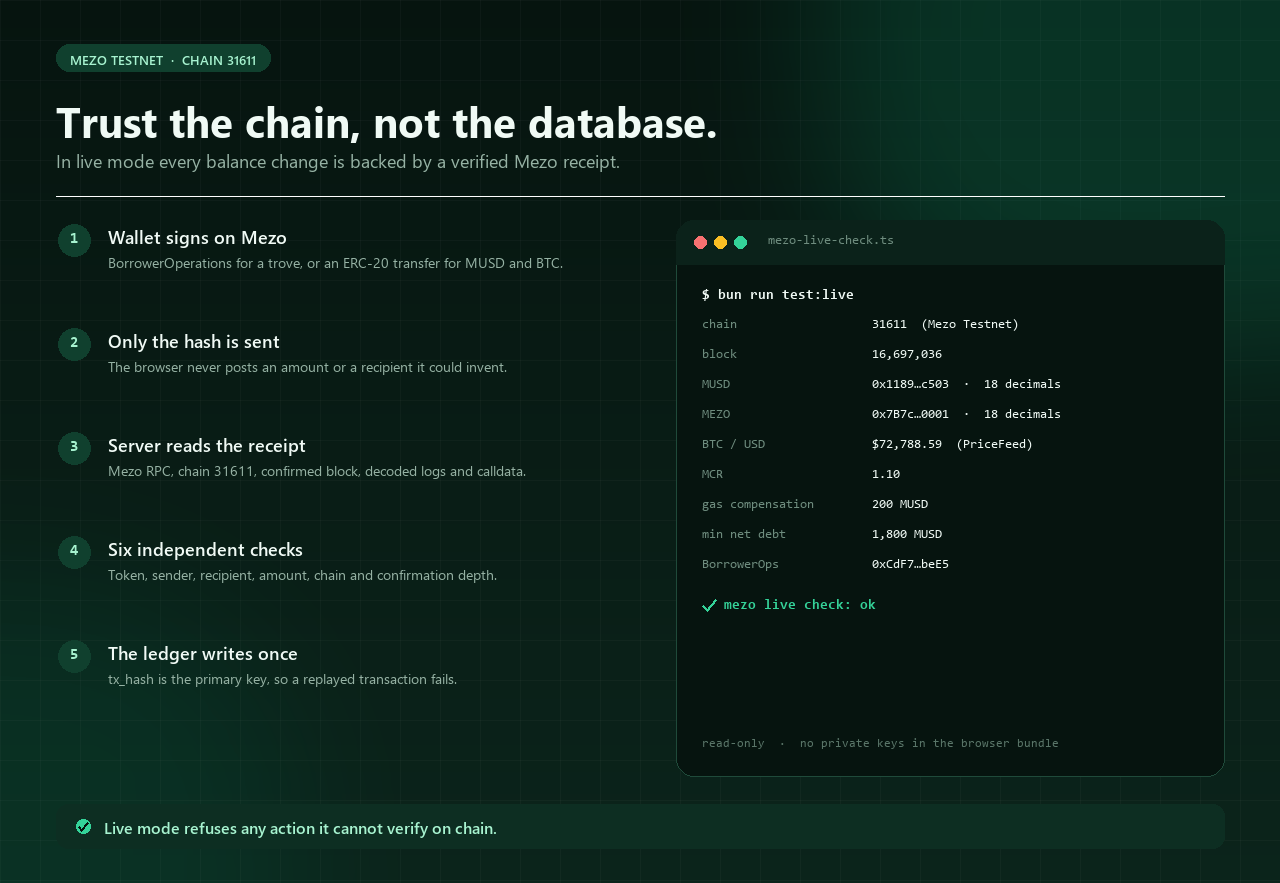 MEZO TESTNET · CHAIN 31611
Trust the chain, not the database.
In live mode every balance change is backed by a verified Mezo receipt.
1
Wallet signs on Mezo
BorrowerOperations for a trove, or an ERC-20 transfer for MUSD and BTC.
2
Only the hash is sent
The browser never posts an amount or a recipient it could invent.
3
Server reads the receipt
Mezo RPC, chain 31611, confirmed block, decoded logs and calldata.
4
Six independent checks
Token, sender, recipient, amount, chain and confirmation depth.
5
The ledger writes once
tx_hash is the primary key, so a replayed transaction fails.
mezo-live-check.ts
$ bun run test:live
chain 31611 (Mezo Testnet)
block 16,697,036
MUSD 0x1189…c503 · 18 decimals
MEZO 0x7B7c…0001 · 18 decimals
BTC / USD $72,788.59 (PriceFeed)
MCR 1.10
gas compensation 200 MUSD
min net debt 1,800 MUSD
BorrowerOps 0xCdF7…beE5
mezo live check: ok
read-only · no private keys in the browser bundle
Live mode refuses any action it cannot verify on chain.